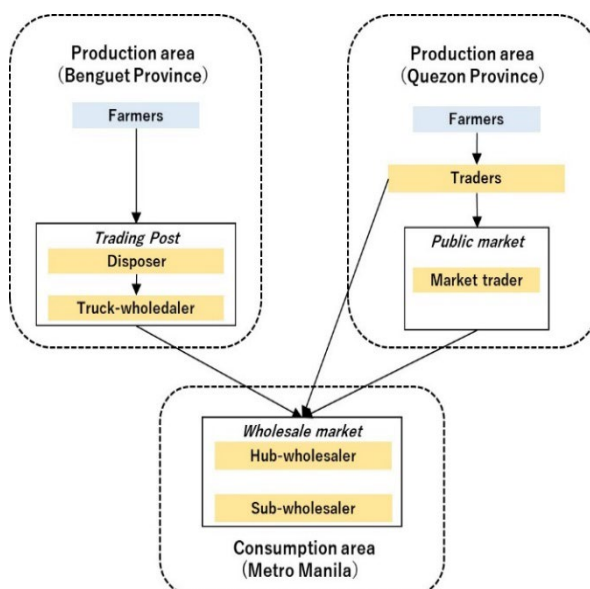 Production area
(Benguet Province)
Farmers
Trading Post
Disposer
Truck-wholedaler
Production area
(Quezon Province)
Farmers
Traders
Public market
Market trader
Wholesale market
Hub-wholesaler
Sub-wholesaler
Consumption area
(Metro Manila)